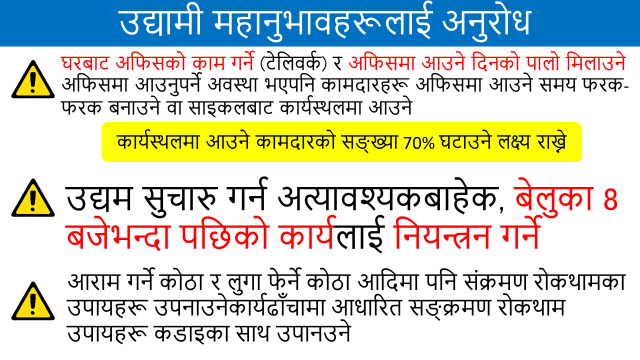 उद्यामी महानुभावहरूलाई अनुरोध
घरबाट अफिसको काम गर्ने (टेलिवर्क) र अफिसमा आउने दिनको पालो मिलाउने
अफिसमा आउनुपर्ने अवस्था भएपनि कामदारहरू अफिसमा आउने समय फरक-
फरक बनाउने वा साइकलबाट कार्यस्थलमा आउने
कार्यस्थलमा आउने कामदारको सङ्ख्या 70% घटाउने लक्ष्य राख्ने
उद्यम सुचारु गर्न अत्यावश्यकबाहेक, बेलुका 8
बजेभन्दा पछिको कार्यलाई नियन्त्रन गर्ने
आराम गर्ने कोठा र लुगा फेर्ने कोठा आदिमा पनि संक्रमण रोकथामका
उपायहरू उपनाउनेकार्यढाँचामा आधारित सङ्क्रमण रोकथाम
उपायहरू कडाइका साथ उपानउने